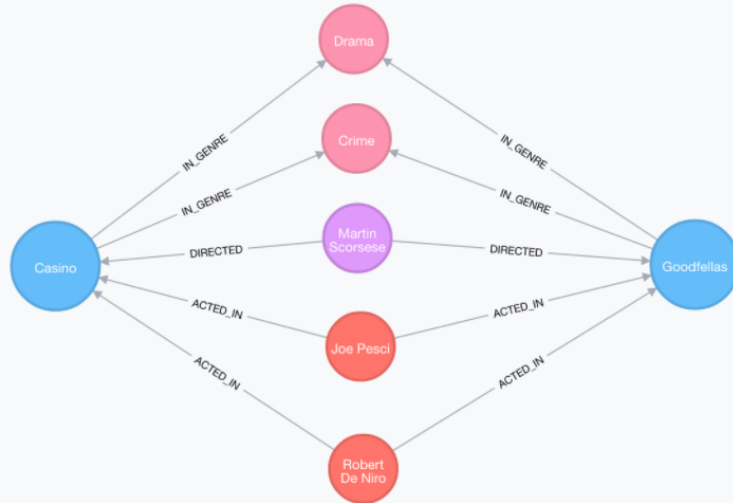 Drama
IN_GENRE
IN_GENRE
Crime
IN_GENRE
IN_GENRE
Martin
Scorsese
DIRECTED
DIRECTED
Casino
Goodfellas
ACTED_IN
ACTED_IN
Joe Pesci
ACTED_IN
ACTED_IN
Robert
De Niro